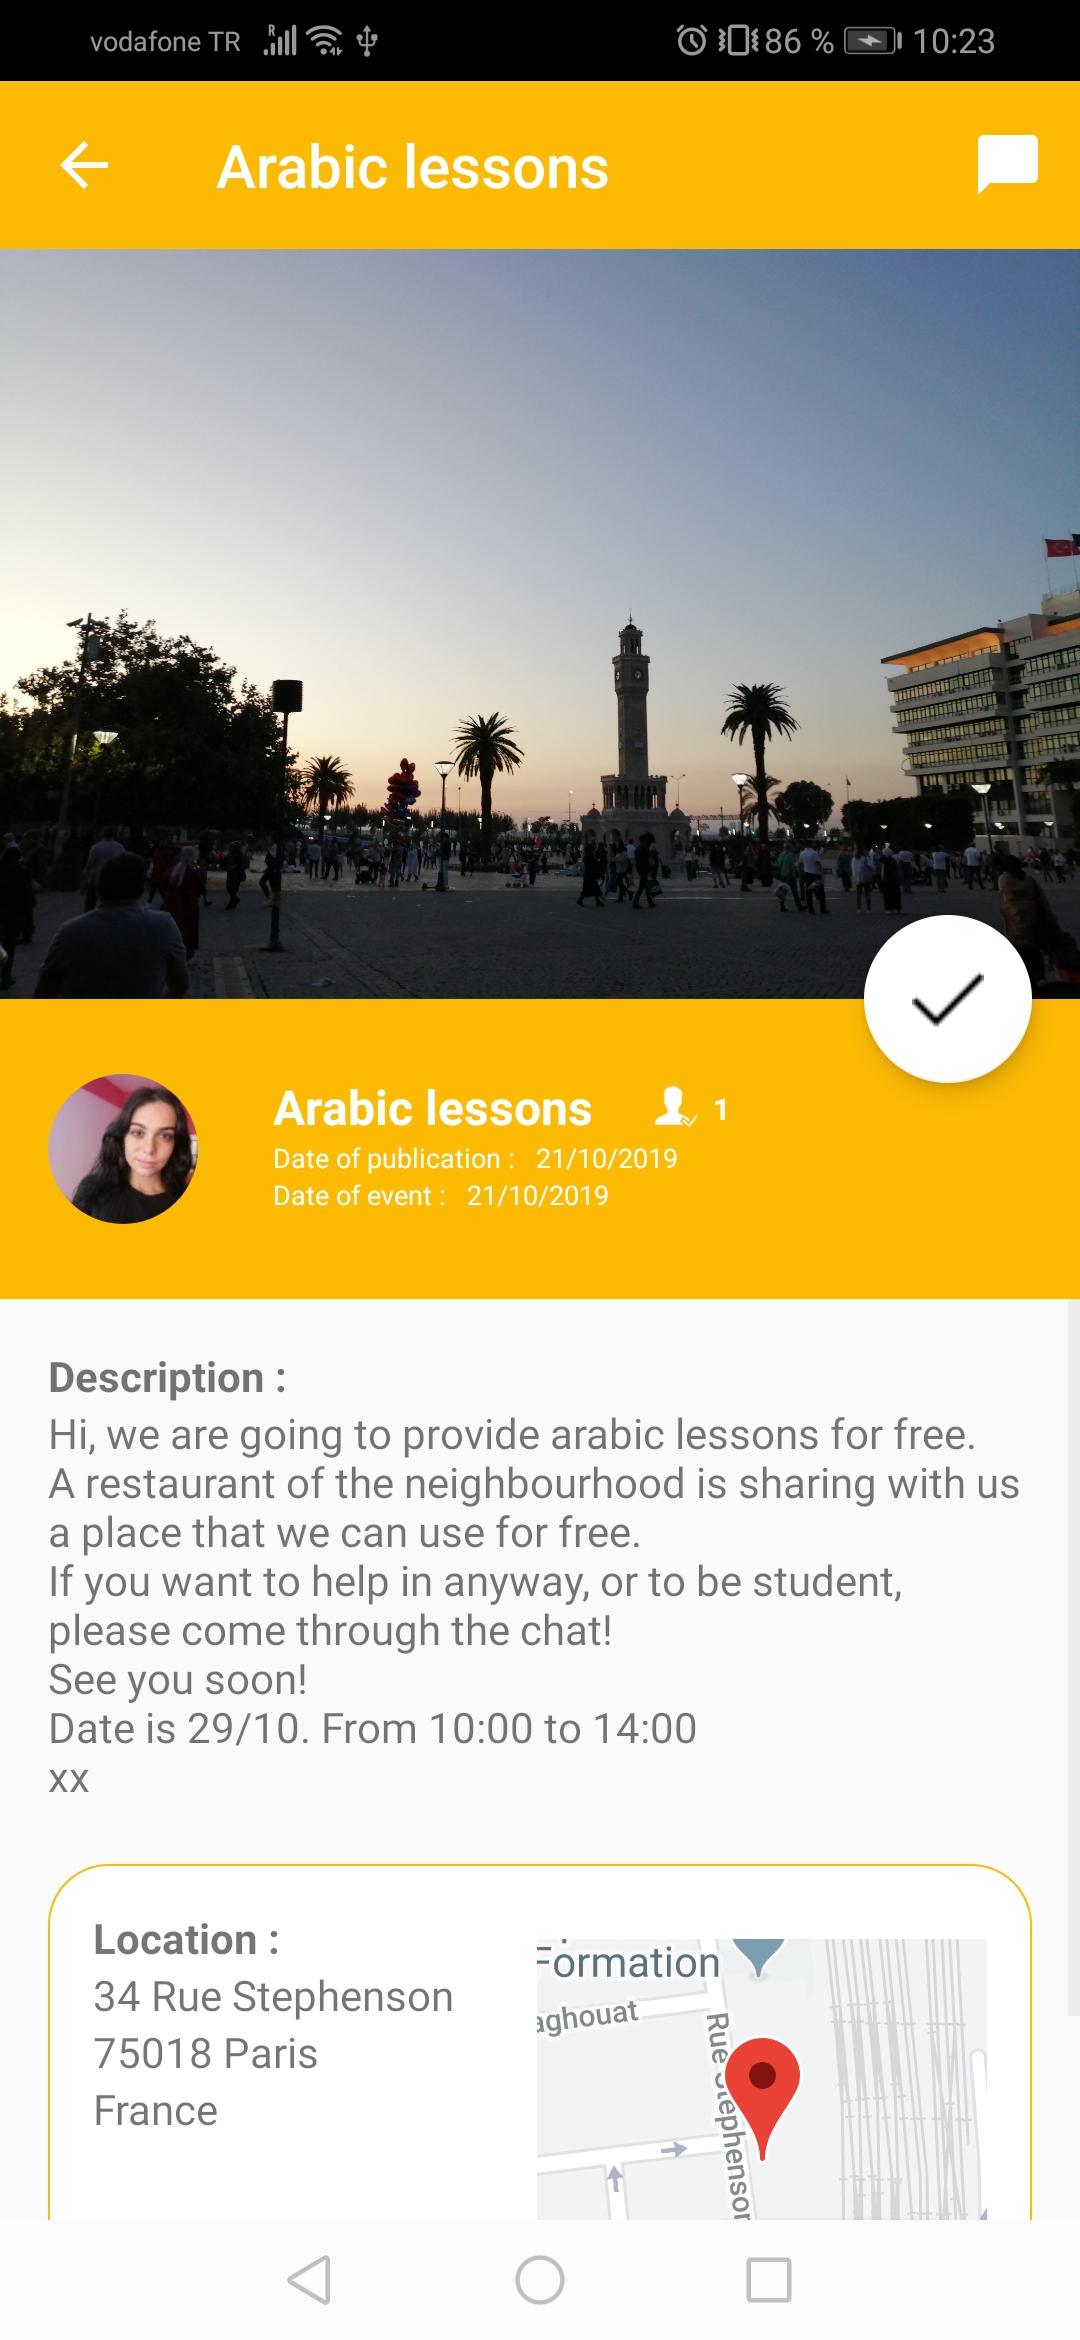 vodafone TR 86 % 10:23
Arabic lessons
Arabic lessons 1
Date of publication : 21/10/2019
Date of event : 21/10/2019
Description :
Hi, we are going to provide arabic lessons for free.
A restaurant of the neighbourhood is sharing with us
a place that we can use for free.
If you want to help in anyway, or to be student,
please come through the chat!
See you soon!
Date is 29/10. From 10:00 to 14:00
xx
Location :
34 Rue Stephenson
75018 Paris
France
Formation
aghouat
Rue Stephenson